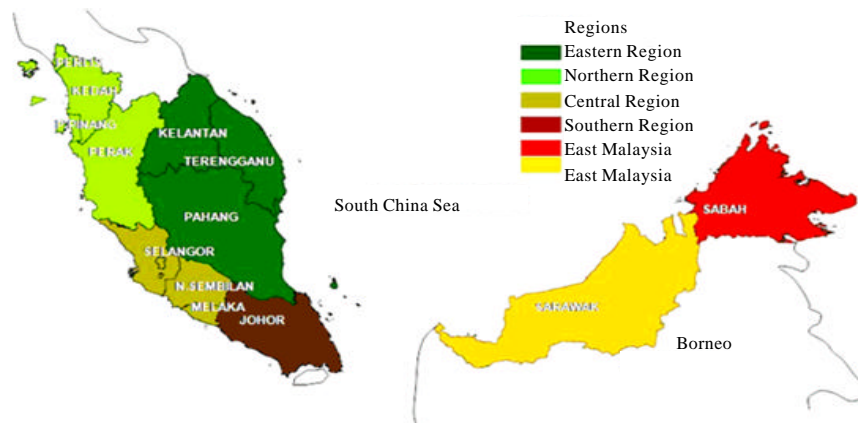 Regions
Eastern Region
Northern Region
Central Region
Southern Region
East Malaysia
East Malaysia
PERLIS
KEDAH
P.PINANG
PERAK
KELANTAN
TERENGGANU
PAHANG
SELANGOR
N.SEMBILAN
MELAKA
JOHOR
South China Sea
SABAH
SARAWAK
Borneo